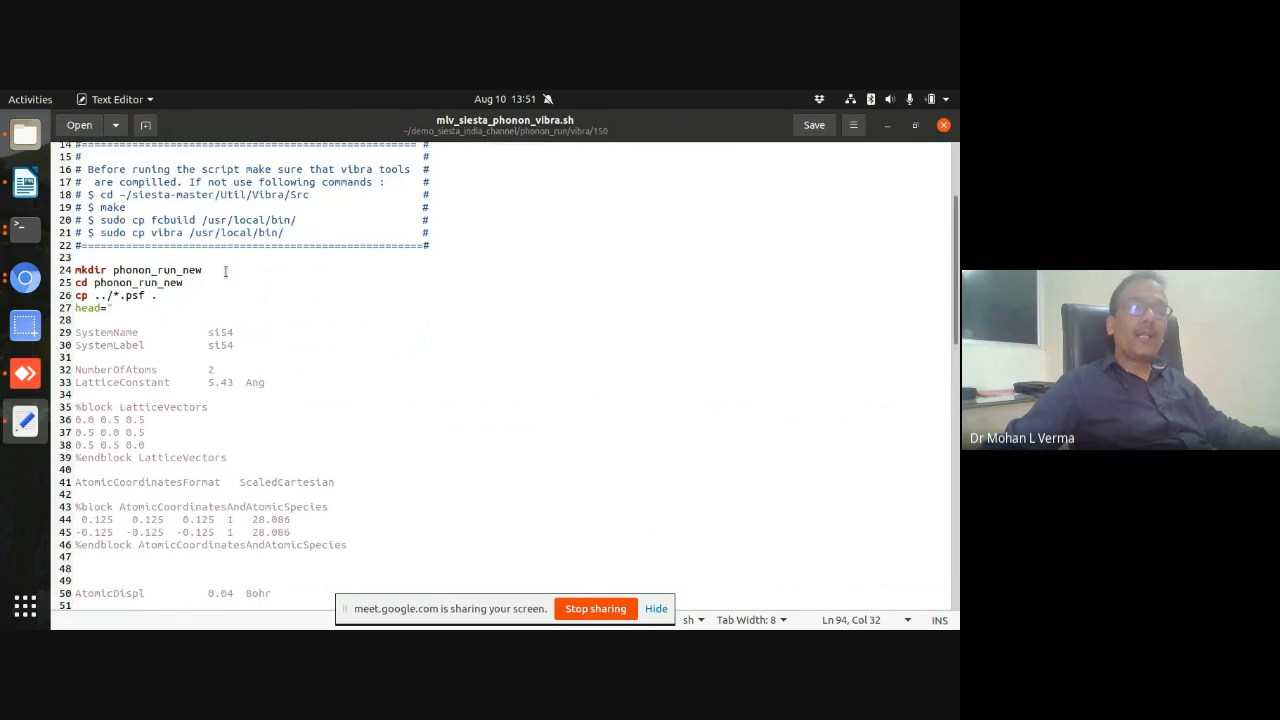 Activities
Text Editor
Aug 10 13:51
Open
mlv_siesta_phonon_vibra.sh
~/demo_siesta_india_channel/phonon_run/vibra/150
Save
14 #===================================================== #
15 # #
16 # Before runing the script make sure that vibra tools #
17 # are compilled. If not use following commands : #
18 # $ cd ~/siesta-master/Util/Vibra/Src
19 # $ make #
20 # $ sudo cp fcbuild /usr/local/bin/ #
21 # $ sudo cp vibra /usr/local/bin/ #
22 #======================================================#
23
24 mkdir phonon_run_new
25 cd phonon_run_new
26 cp ../*.psf .
27 head="
28
29 SystemName si54
30 SystemLabel si54
31
32 NumberOfAtoms 2
33 LatticeConstant 5.43 Ang
34
35 %block LatticeVectors
36 0.0 0.5 0.5
37 0.5 0.0 0.5
38 0.5 0.5 0.0
39 %endblock LatticeVectors
40
41 AtomicCoordinatesFormat ScaledCartesian
42
43 %block AtomicCoordinatesAndAtomicSpecies
44 0.125 0.125 0.125 1 28.086
45 -0.125 -0.125 -0.125 1 28.086
46 %endblock AtomicCoordinatesAndAtomicSpecies
47
48
49
50 AtomicDispl 0.04 Bohr
51
meet.google.com is sharing your screen.
Stop sharing
Hide
sh
Tab Width: 8
Ln 94, Col 32
INS
Dr Mohan L Verma